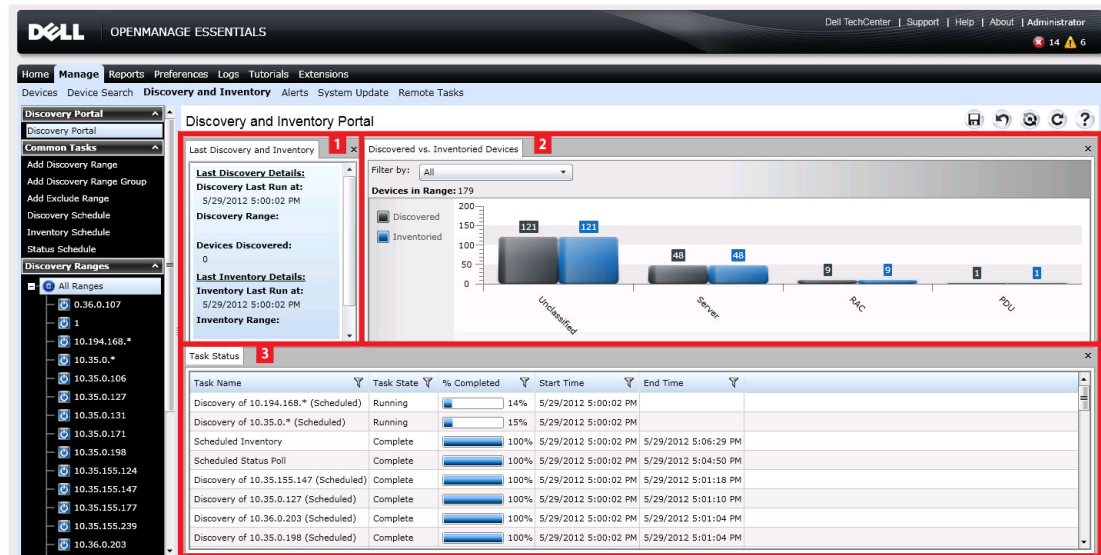 DELL OPENMANAGE ESSENTIALS
Dell TechCenter | Support | Help | About | Administrator
14 6
Home Manage Reports Preferences Logs Tutorials Extensions
Devices Device Search Discovery and Inventory Alerts System Update Remote Tasks
Discovery Portal
Discovery Portal
Common Tasks
Add Discovery Range
Add Discovery Range Group
Add Exclude Range
Discovery Schedule
Inventory Schedule
Status Schedule
Discovery Ranges
All Ranges
0.36.0.107
1
10.194.168.*
10.35.0.*
10.35.0.106
10.35.0.127
10.35.0.131
10.35.0.171
10.35.0.198
10.35.155.124
10.35.155.147
10.35.155.177
10.35.155.239
10.36.0.203
Discovery and Inventory Portal
?
Last Discovery and Inventory 1 x
Last Discovery Details:
Discovery Last Run at:
5/29/2012 5:00:02 PM
Discovery Range:
Devices Discovered:
0
Last Inventory Details:
Inventory Last Run at:
5/29/2012 5:00:02 PM
Inventory Range:
Discovered vs. Inventoried Devices 2 x
Filter by: All
Devices in Range: 179
Discovered
Inventoried
200
150
100
50
0
121 121
48 48
9 9
1 1
Unclassified
Server
RAC
PDU
Task Status 3 x
Task Name Task State % Completed Start Time End Time
Discovery of 10.194.168.* (Scheduled) Running 14% 5/29/2012 5:00:02 PM
Discovery of 10.35.0.* (Scheduled) Running 15% 5/29/2012 5:00:02 PM
Scheduled Inventory Complete 100% 5/29/2012 5:00:02 PM 5/29/2012 5:06:29 PM
Scheduled Status Poll Complete 100% 5/29/2012 5:00:02 PM 5/29/2012 5:04:50 PM
Discovery of 10.35.155.147 (Scheduled) Complete 100% 5/29/2012 5:00:02 PM 5/29/2012 5:01:18 PM
Discovery of 10.35.0.127 (Scheduled) Complete 100% 5/29/2012 5:00:02 PM 5/29/2012 5:01:10 PM
Discovery of 10.36.0.203 (Scheduled) Complete 100% 5/29/2012 5:00:02 PM 5/29/2012 5:01:04 PM
Discovery of 10.35.0.198 (Scheduled) Complete 100% 5/29/2012 5:00:02 PM 5/29/2012 5:01:04 PM